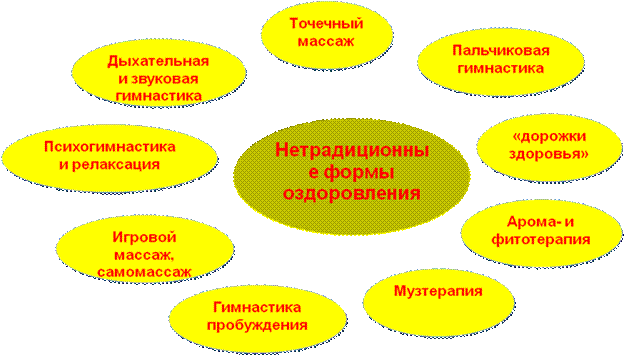 Точечный
массаж
Пальчиковая
гимнастика
Дыхательная
и звуковая
гимнастика
«дорожки
здоровья»
Психогимнастика
и релаксация
Нетрадиционны
е формы
оздоровления
Арома- и
фитотерапия
Игровой
массаж,
самомассаж
Музтерапия
Гимнастика
пробуждения